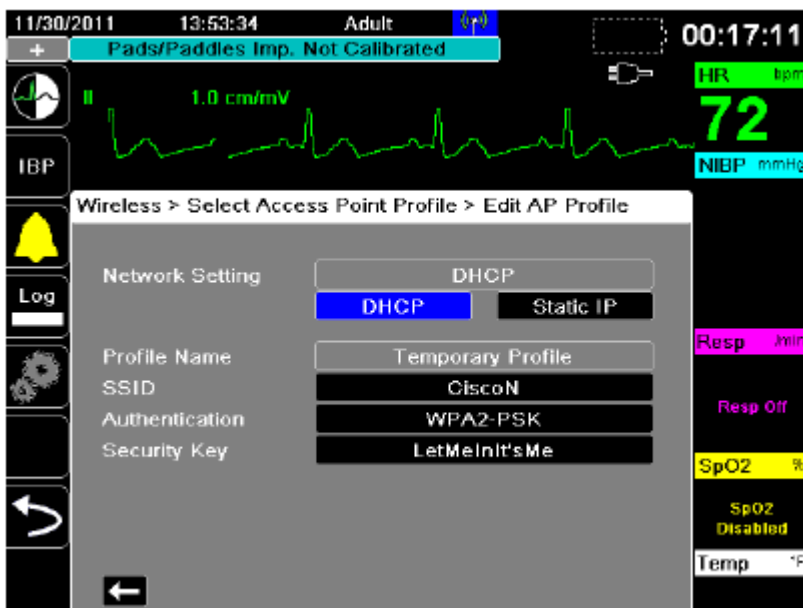 11/30/2011 13:53:34 Adult
00:17:11
Pads/Paddles Imp. Not Calibrated
HR bpm
II 1.0 cm/mV
72
IBP
NIBP mmHg
Wireless > Select Access Point Profile > Edit AP Profile
Network Setting DHCP
DHCP Static IP
Log
Profile Name Temporary Profile
Resp /min
SSID CiscoN
Authentication WPA2-PSK
Resp Off
Security Key LetMeInIt'sMe
SpO2 %
SpO2
Disabled
Temp °F